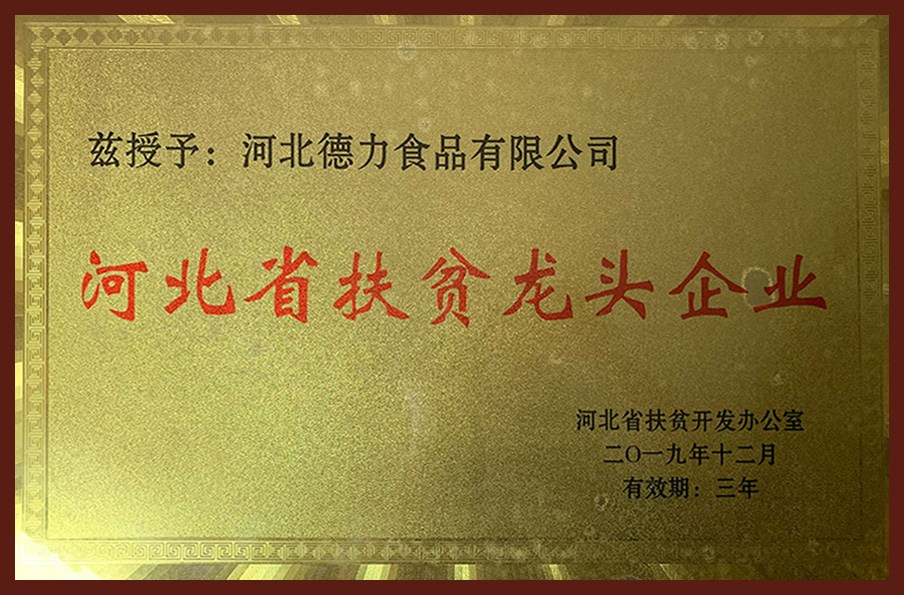 兹授予：河北德力食品有限公司
河北省扶贫龙头企业
河北省扶贫开发办公室
二〇一九年十二月
有效期：三年